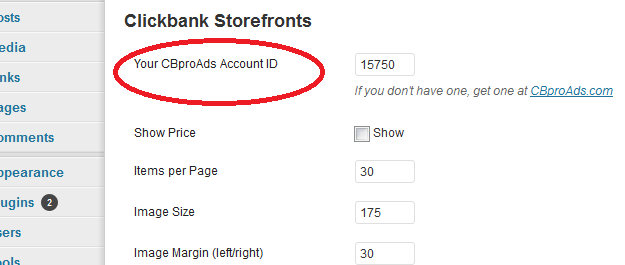 Clickbank Storefronts
osts
Your CBproAds Account ID 15750
edia
If you don't have one, get one at CBproAds.com
nks
ages
Show Price Show
omments
ppearance
Items per Page 30
lugins 2
Image Size 175
sers
Image Margin (left/right) 30
ools